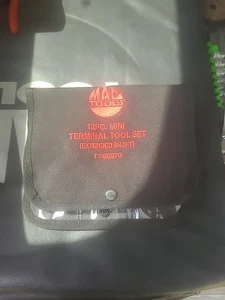 MAC
TOOLS
12PC. MINI
TERMINAL TOOL SET
(EXTENDED SHAFT)